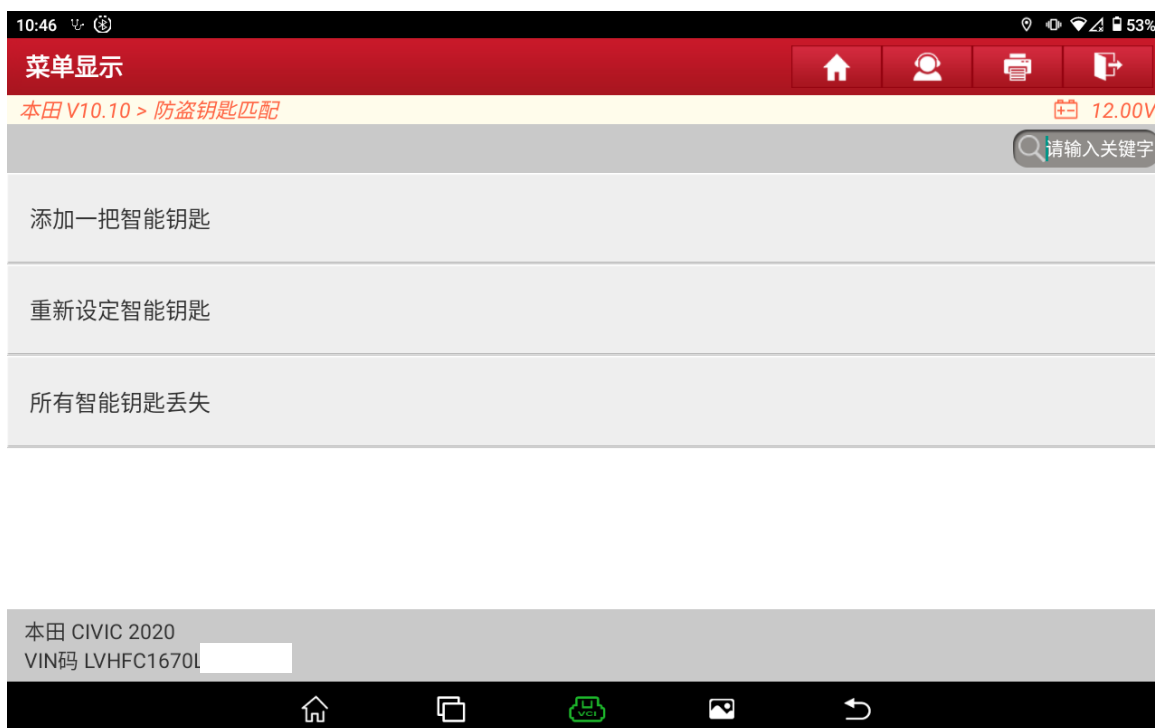 10:46 53%
菜单显示
本田 V10.10 > 防盗钥匙匹配 12.00V
请输入关键字
添加一把智能钥匙
重新设定智能钥匙
所有智能钥匙丢失
本田 CIVIC 2020
VIN码 LVHFC1670L
VCI